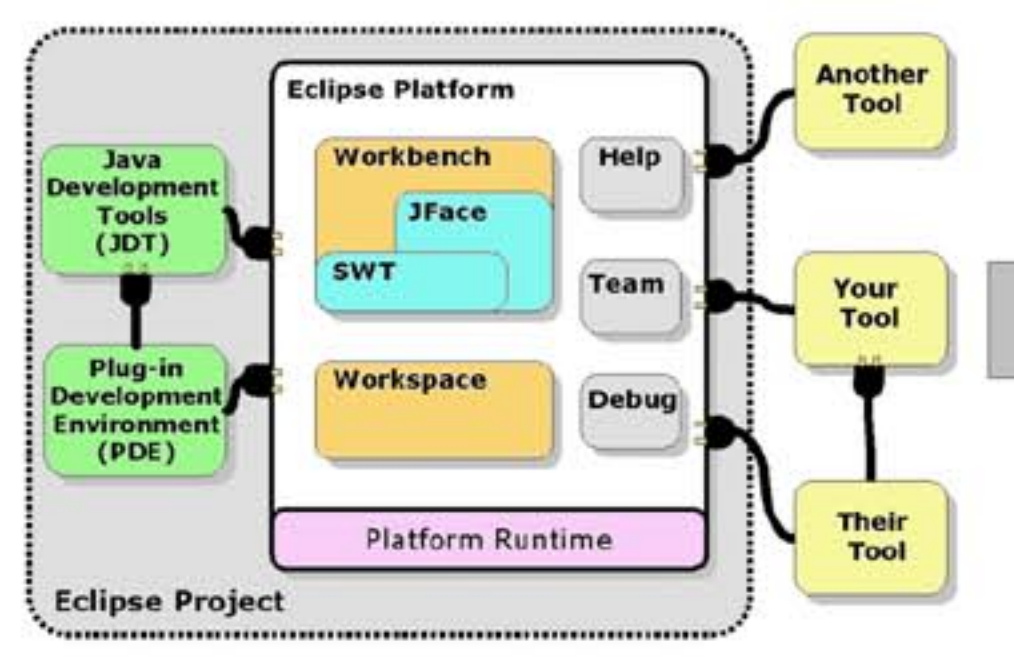 Eclipse Platform
Another
Tool
Java
Development
Tools
(JDT)
Workbench
JFace
SWT
Help
Team
Your
Tool
Plug-in
Development
Environment
(PDE)
Workspace
Debug
Their
Tool
Platform Runtime
Eclipse Project